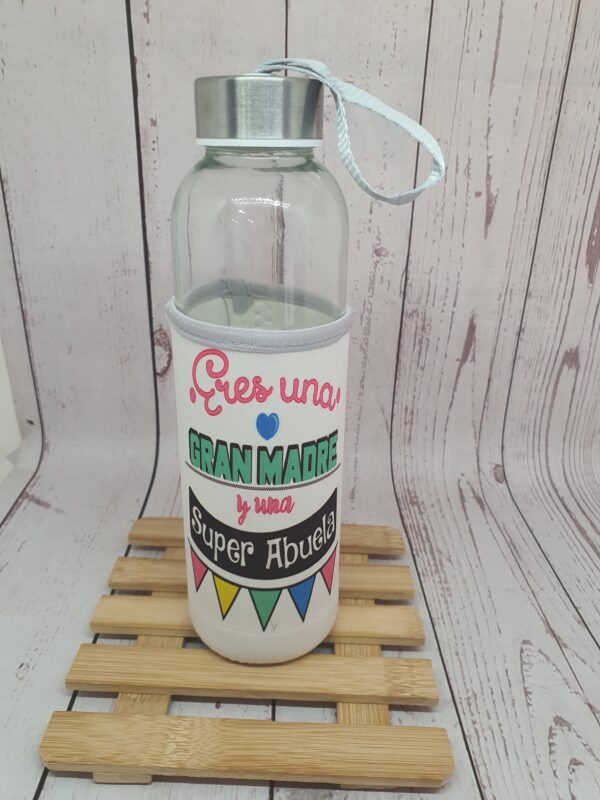 Eres una
GRAN MADRE
y una
Super Abuela